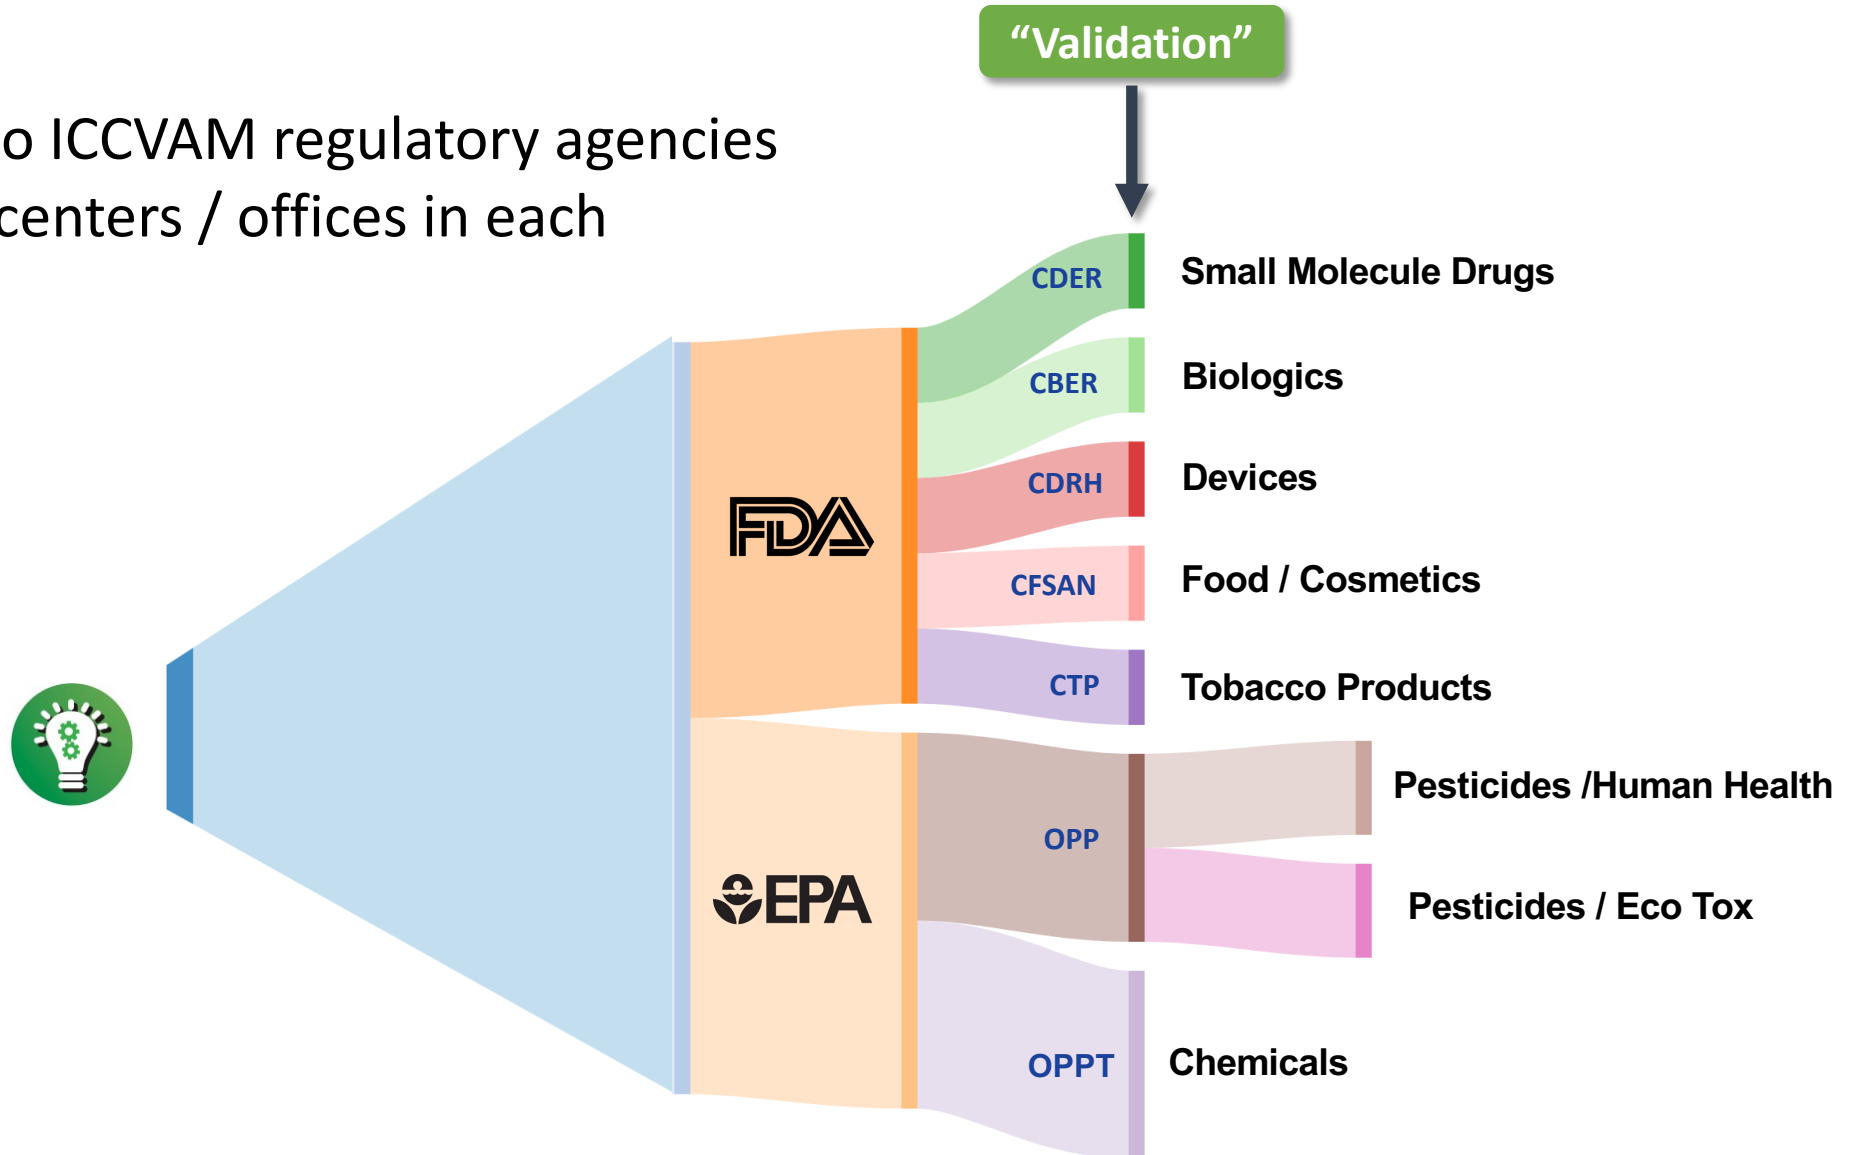 “Validation”
o ICCVAM regulatory agencies
centers / offices in each
CDER
Small Molecule Drugs
CBER
Biologics
CDRH
Devices
CFSAN
Food / Cosmetics
CTP
Tobacco Products
FDA
Pesticides /Human Health
OPP
EPA
Pesticides / Eco Tox
OPPT
Chemicals